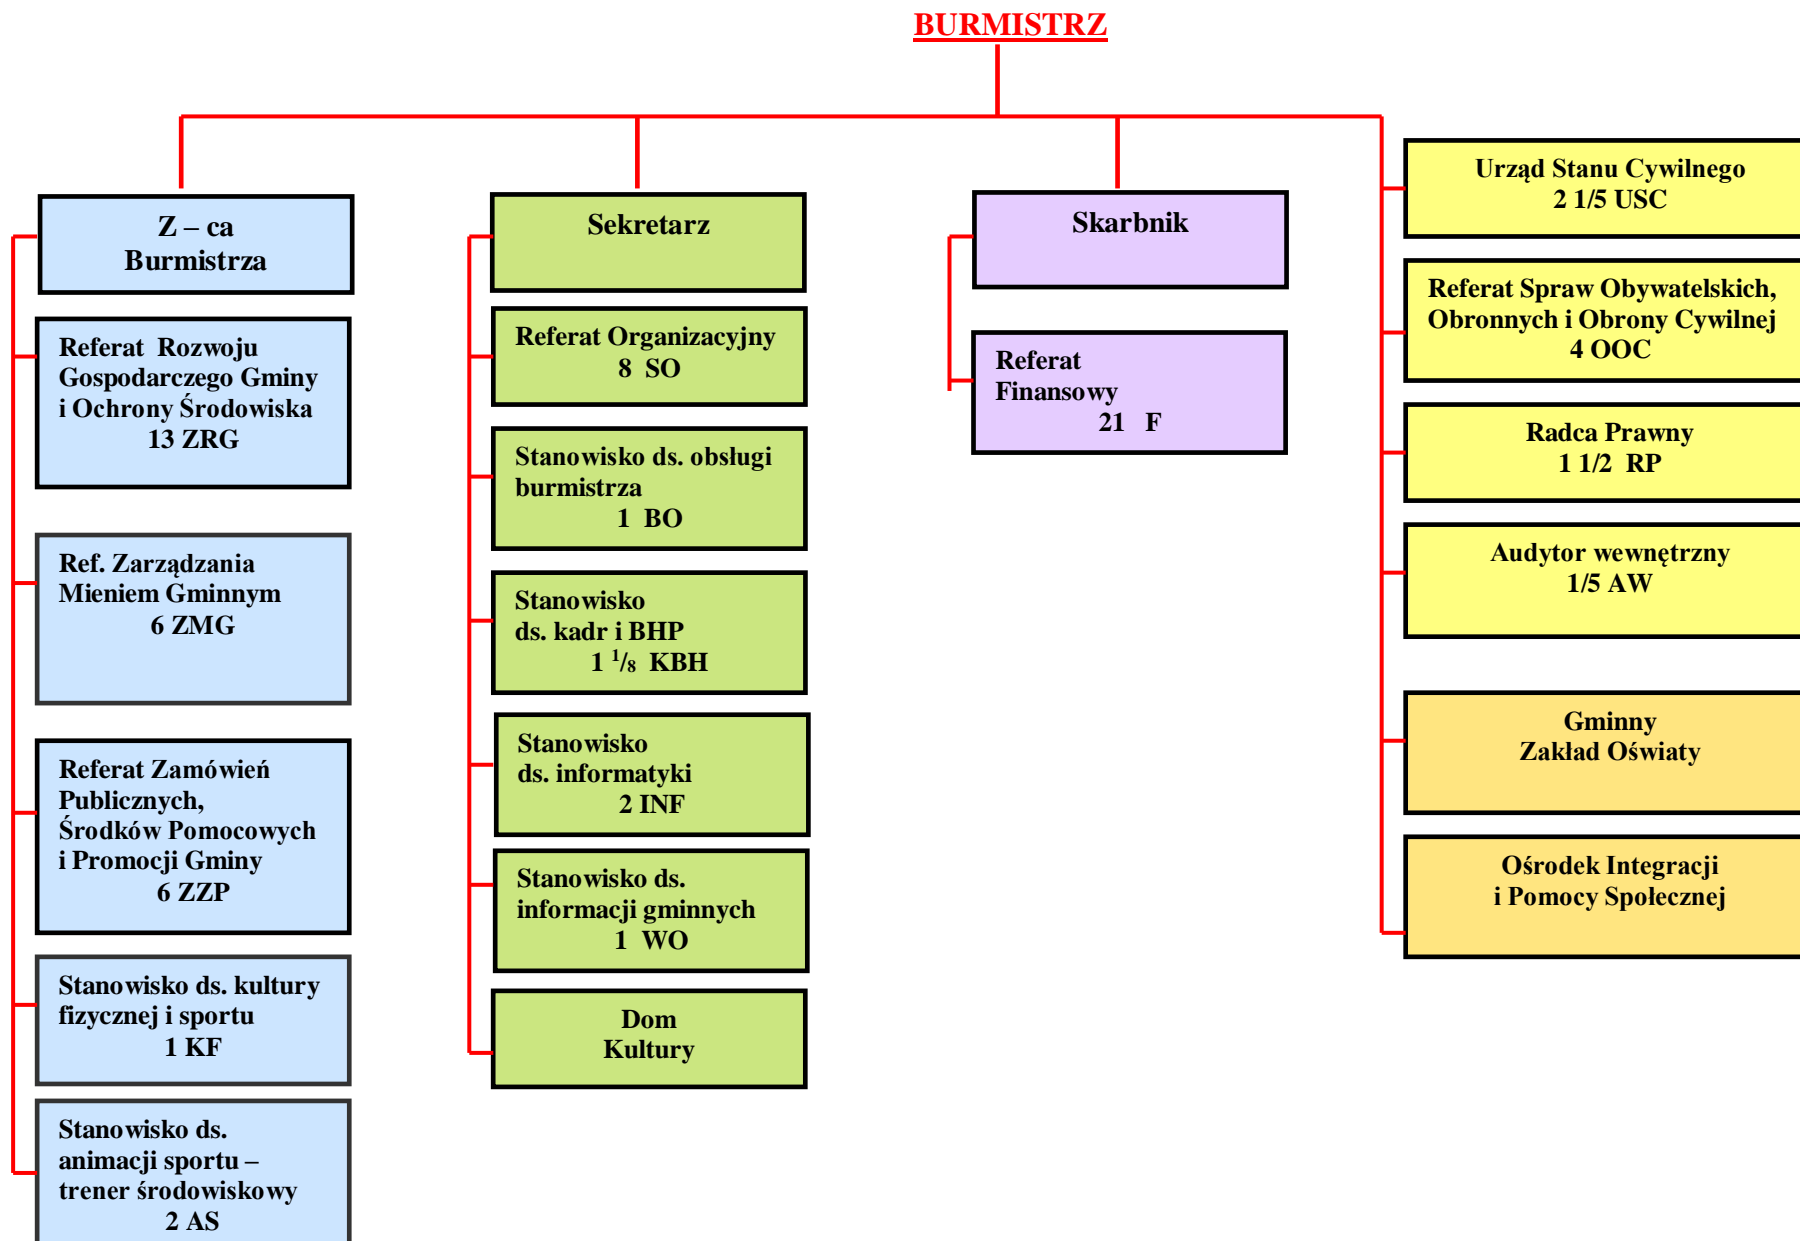 BURMISTRZ
Z – ca
Burmistrza
Referat Rozwoju
Gospodarczego Gminy
i Ochrony Środowiska
13 ZRG
Ref. Zarządzania
Mieniem Gminnym
6 ZMG
Referat Zamówień
Publicznych,
Środków Pomocowych
i Promocji Gminy
6 ZZP
Stanowisko ds. kultury
fizycznej i sportu
1 KF
Stanowisko ds.
animacji sportu –
trener środowiskowy
2 AS
Sekretarz
Referat Organizacyjny
8 SO
Stanowisko ds. obsługi
burmistrza
1 BO
Stanowisko
ds. kadr i BHP
1 1/8 KBH
Stanowisko
ds. informatyki
2 INF
Stanowisko ds.
informacji gminnych
1 WO
Dom
Kultury
Skarbnik
Referat
Finansowy
21 F
Urząd Stanu Cywilnego
2 1/5 USC
Referat Spraw Obywatelskich,
Obronnych i Obrony Cywilnej
4 OOC
Radca Prawny
1 1/2 RP
Audytor wewnętrzny
1/5 AW
Gminny
Zakład Oświaty
Ośrodek Integracji
i Pomocy Społecznej